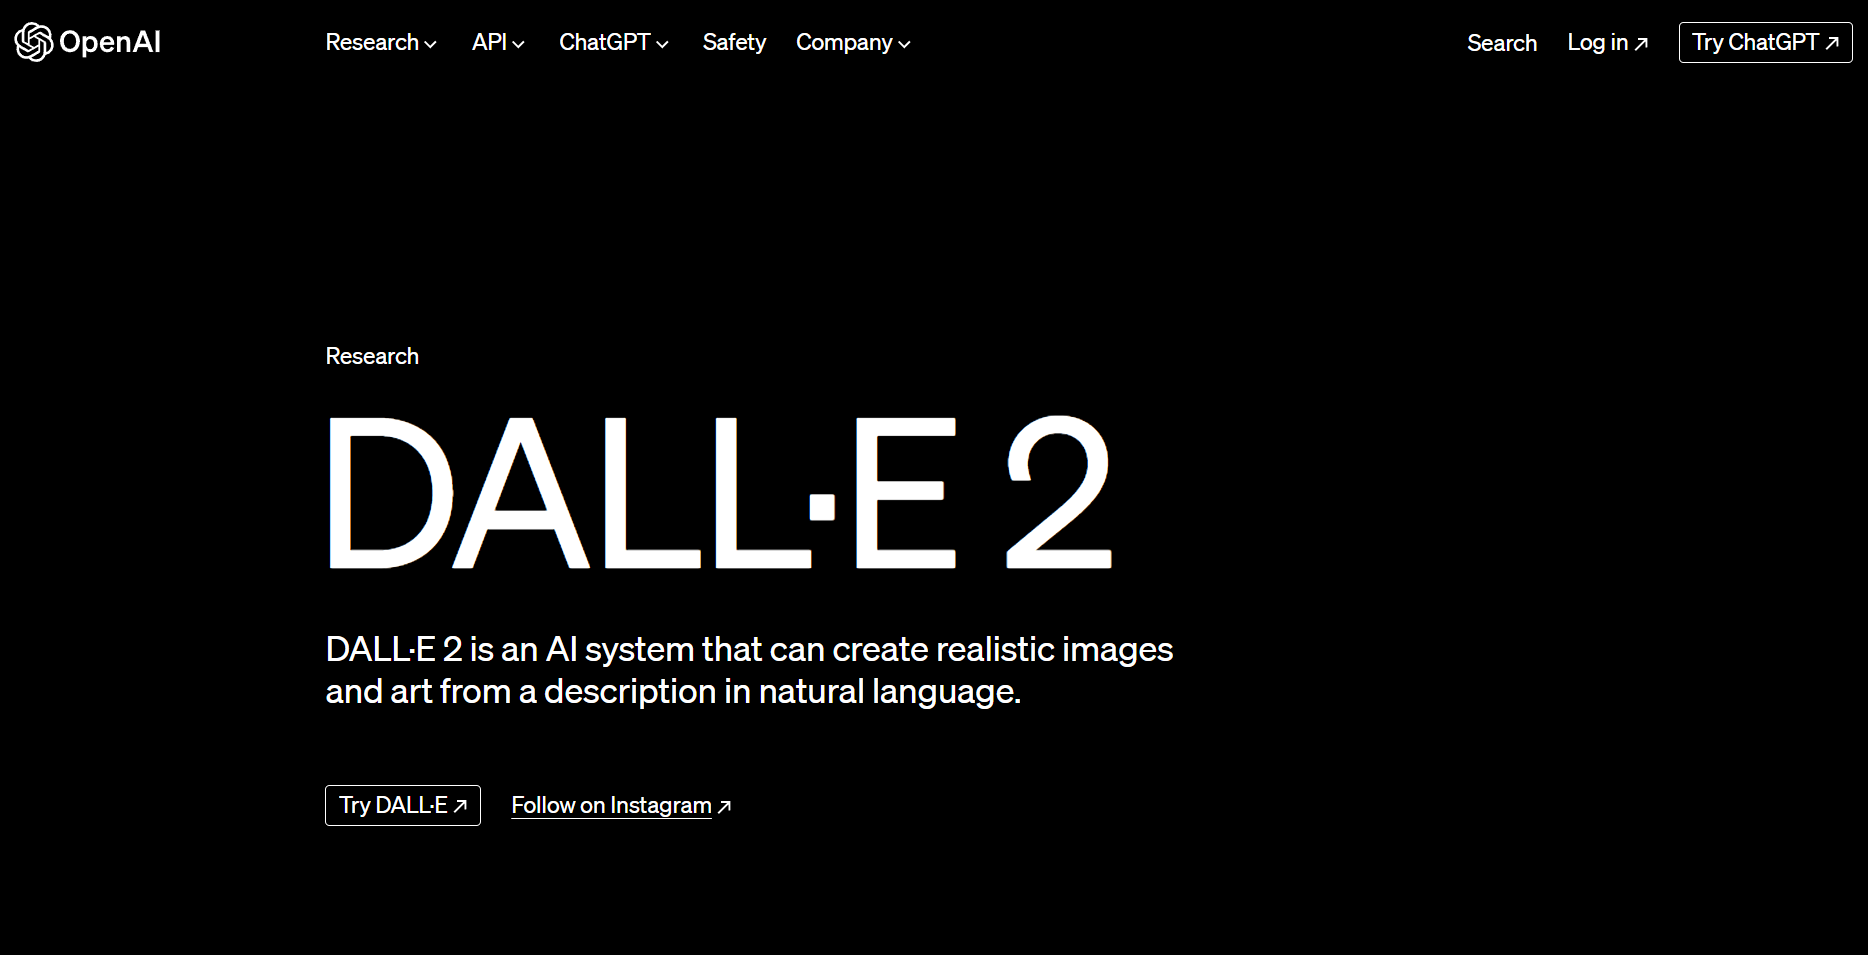 OpenAI
Research API ChatGPT Safety Company Search Log in Try ChatGPT
Research
DALL·E 2
DALL·E 2 is an AI system that can create realistic images
and art from a description in natural language.
Try DALL·E Follow on Instagram